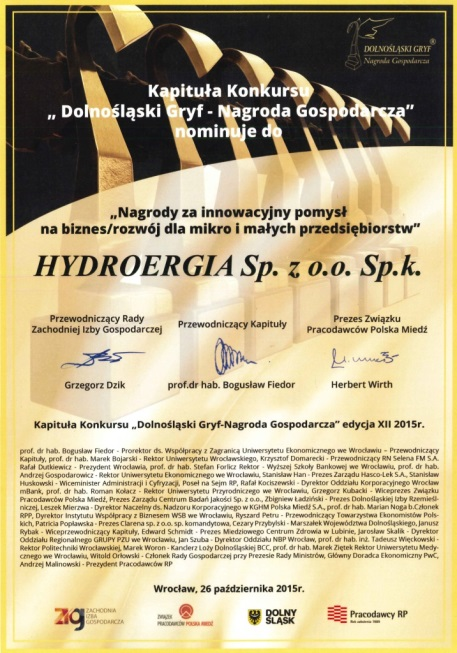 DOLNOŚLĄSKI GRYF®
Nagroda Gospodarcza
Kapituła Konkursu
„ Dolnośląski Gryf - Nagroda Gospodarcza”
nominuje do
„Nagrody za innowacyjny pomysł
na biznes/rozwój dla mikro i małych przedsiębiorstw”
HYDROERGIA Sp. z o.o. Sp.k.
Przewodniczący Rady
Zachodniej Izby Gospodarczej
Przewodniczący Kapituły
Prezes Związku
Pracodawców Polska Miedź
Grzegorz Dzik
prof.dr hab. Bogusław Fiedor
Herbert Wirth
Kapituła Konkursu „Dolnośląski Gryf-Nagroda Gospodarcza” edycja XII 2015r.
prof. dr hab. Bogusław Fiedor - Prorektor ds. Współpracy z Zagranicą Uniwersytetu Ekonomicznego we Wrocławiu – Przewodniczący
Kapituły, prof. dr hab. Marek Bojarski - Rektor Uniwersytetu Wrocławskiego, Krzysztof Domarecki - Przewodniczący RN Selena FM S.A.
Rafał Dutkiewicz - Prezydent Wrocławia, prof. dr hab. Stefan Forlicz Rektor - Wyższej Szkoły Bankowej we Wrocławiu, prof. dr hab.
Andrzej Gospodarowicz - Rektor Uniwersytetu Ekonomicznego we Wrocławiu, Stanisław Han - Prezes Zarządu Hasco-Lek S.A., Stanisław
Huskowski - Wiceminister Administracji i Cyfryzacji, Poseł na Sejm RP, Rafał Kociszewski - Dyrektor Oddziału Korporacyjnego Wrocław
mBank, prof. dr hab. Roman Kołacz - Rektor Uniwersytetu Przyrodniczego we Wrocławiu, Grzegorz Kubacki - Wiceprezes Związku
Pracodawców Polska Miedź, Prezes Zarządu Centrum Badań Jakości Sp. z o.o., Zbigniew Ładziński - Prezes Dolnośląskiej Izby Rzemieśl-
niczej, Leszek Mierzwa - Dyrektor Naczelny ds. Nadzoru Korporacyjnego w KGHM Polska Miedź S.A., prof. dr hab. Marian Noga b.Członek
RPP, Dyrektor Instytutu Współpracy z Biznesem WSB we Wrocławiu, Ryszard Petru - Przewodniczący Towarzystwa Ekonomistów Pols-
kich, Patricia Popławska - Prezes Clarena sp. z o.o. sp. komandytowa, Cezary Przybylski - Marszałek Województwa Dolnośląskiego, Janusz
Rybak - Wiceprzewodniczący Kapituły, Edward Schmidt - Prezes Miedziowego Centrum Zdrowia w Lubinie, Jarosław Skalik - Dyrektor
Oddziału Regionalnego GRUPY PZU we Wrocławiu, Jan Szuba - Dyrektor Oddziału NBP Wrocław, prof. dr hab. inż. Tadeusz Więckowski -
Rektor Politechniki Wrocławskiej, Marek Woron - Kanclerz Loży Dolnośląskiej BCC, prof. dr hab. Marek Ziętek Rektor Uniwersytetu Medy-
cznego we Wrocławiu, Witold Orłowski - Członek Rady Gospodarczej przy Prezesie Rady Ministrów, Główny Doradca Ekonomiczny PwC,
Andrzej Malinowski - Prezydent Pracodawców RP
Wrocław, 26 października 2015r.
ZIG ZACHODNIA
IZBA
GOSPODARCZA
ZWIĄZEK
PRACODAWCÓW POLSKA MIEDŹ
DOLNY
ŚLĄSK
Pracodawcy RP
Rok założenia 1989